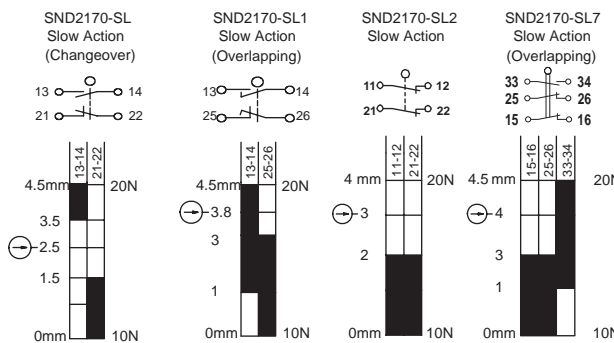 SND2170-SL
Slow Action
(Changeover)
13 14
21 22
13-14
21-22
4.5mm 20N
3.5
2.5
1.5
0mm 10N
SND2170-SL1
Slow Action
(Overlapping)
13 14
25 26
13-14
25-26
4.5mm 20N
3.8
3
1
0mm 10N
SND2170-SL2
Slow Action
11 12
21 22
11-12
21-22
4 mm 20N
3
2
0mm 10N
SND2170-SL7
Slow Action
(Overlapping)
33 34
25 26
15 16
15-16
25-26
33-34
4.5 mm 20N
4
3
1
0mm 10N